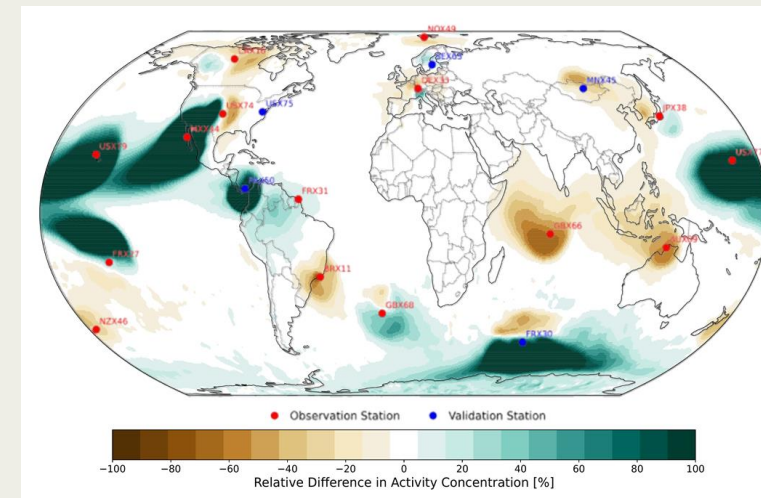 NOX49
SEX63
DEX33
MNX45
USX74
USX75
JPX38
MXX44
USX79
USX77
FRX31
GBX66
FRX27
BRX11
GBX68
NZX46
FRX30
Observation Station
Validation Station
−100 −80 −60 −40 −20 0 20 40 60 80 100
Relative Difference in Activity Concentration [%]